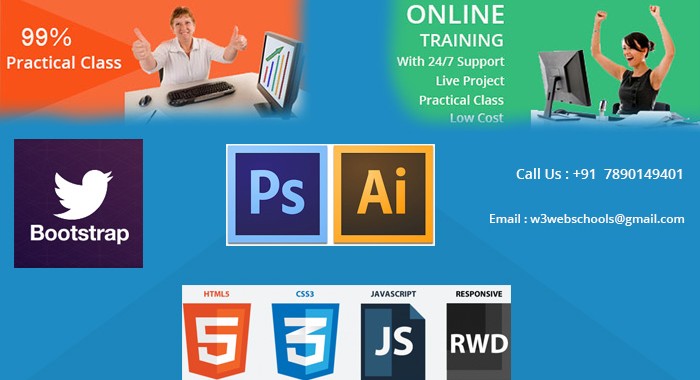 99%
Practical Class
ONLINE
TRAINING
With 24/7 Support
Live Project
Practical Class
Low Cost
Bootstrap
Ps
Ai
Call Us : +91 7890149401
Email : w3webschools@gmail.com
HTML5
CSS3
JAVASCRIPT
RESPONSIVE
5
3
JS
RWD